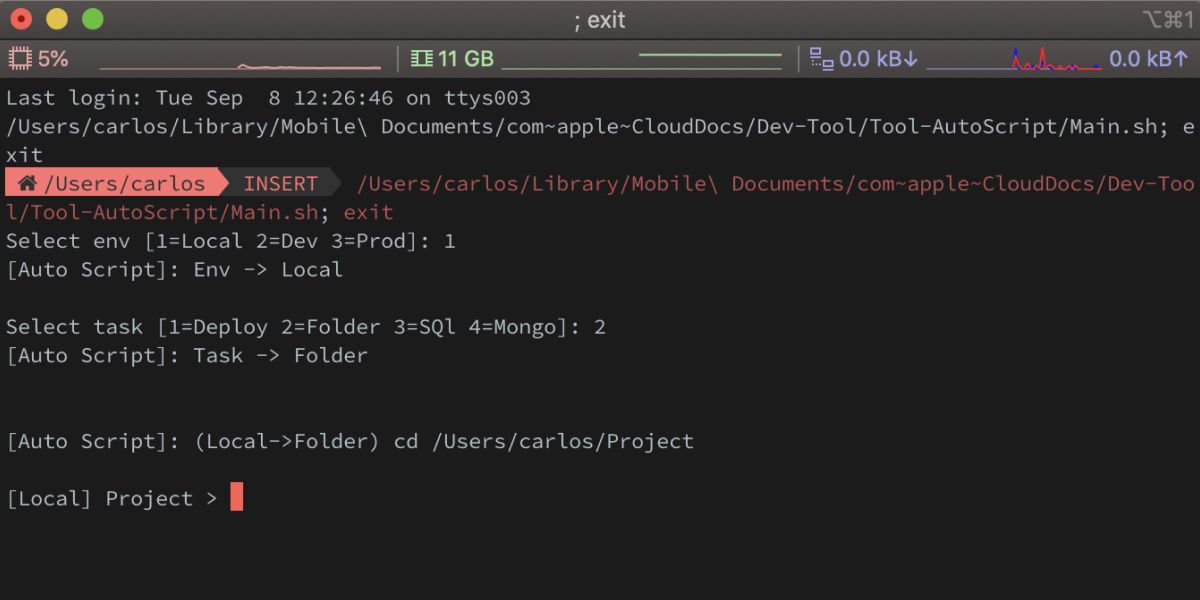 ; exit
⌥⌘1
5%
11 GB
0.0 kB↓
0.0 kB↑
Last login: Tue Sep  8 12:26:46 on ttys003
/Users/carlos/Library/Mobile\ Documents/com~apple~CloudDocs/Dev-Tool/Tool-AutoScript/Main.sh; e
xit
/Users/carlos INSERT /Users/carlos/Library/Mobile\ Documents/com~apple~CloudDocs/Dev-Too
l/Tool-AutoScript/Main.sh; exit
Select env [1=Local 2=Dev 3=Prod]: 1
[Auto Script]: Env -> Local
Select task [1=Deploy 2=Folder 3=SQl 4=Mongo]: 2
[Auto Script]: Task -> Folder
[Auto Script]: (Local->Folder) cd /Users/carlos/Project
[Local] Project >